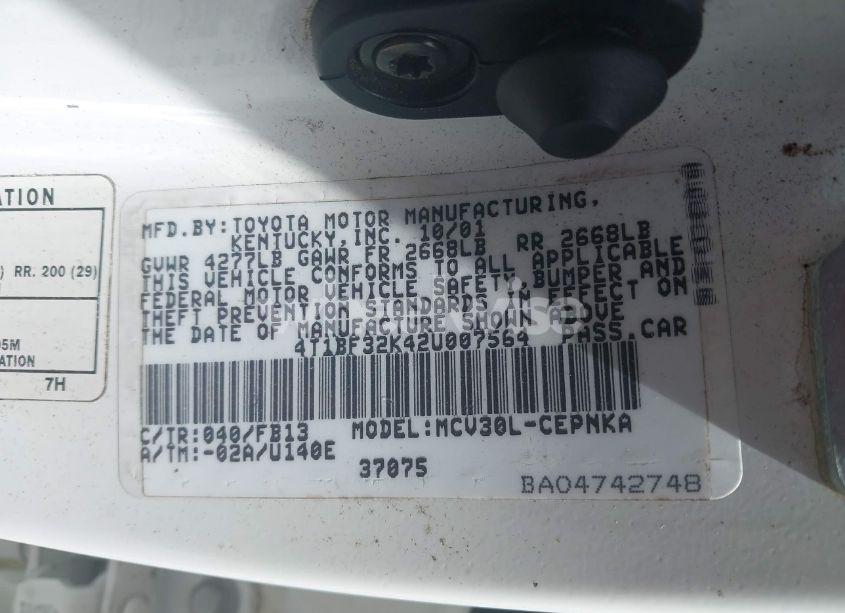 ATION
RR. 200 (29)
05M
ATION
7H
MFD.BY:TOYOTA MOTOR MANUFACTURING,
KENTUCKY,INC. 10/01
GVWR 4277LB GAWR FR 2668LB RR 2668LB
THIS VEHICLE CONFORMS TO ALL APPLICABLE
FEDERAL MOTOR VEHICLE SAFETY,BUMPER AND
THEFT PREVENTION STANDARDS IN EFFECT ON
THE DATE OF MANUFACTURE SHOWN ABOVE
4T1BF32K42U007564 PASS.CAR
C/TR:040/FB13 MODEL:MCV30L-CEPNKA
A/TM:-02A/U140E
37075
BA04742748